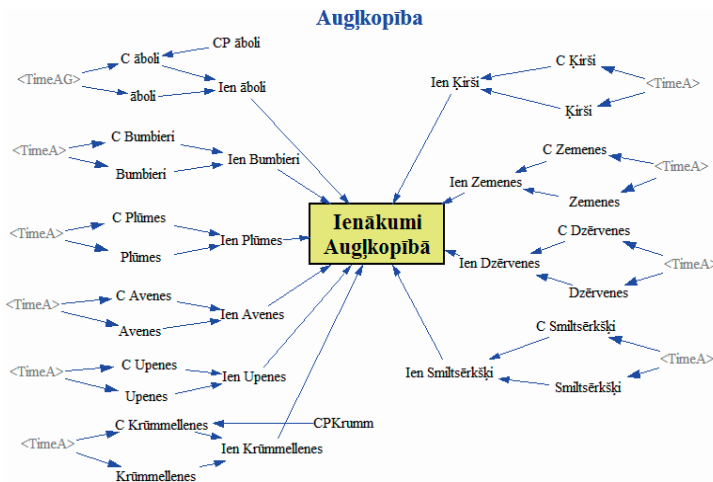 Augļkopība
CP āboli
C āboli
<TimeAG>
āboli
Ien āboli
C Bumbieri
<TimeA>
Bumbieri
Ien Bumbieri
C Plūmes
<TimeA>
Plūmes
Ien Plūmes
C Avenes
<TimeA>
Avenes
Ien Avenes
C Upenes
<TimeA>
Upenes
Ien Upenes
C Krūmmellenes
CPKrumm
<TimeA>
Krūmmellenes
Ien Krūmmellenes
Ienākumi
Augļkopībā
C Ķirši
Ien Ķirši
<TimeA>
Ķirši
C Zemenes
<TimeA>
Ien Zemenes
Zemenes
C Dzērvenes
Ien Dzērvenes
<TimeA>
Dzērvenes
C Smiltsērkšķi
<TimeA>
Ien Smiltsērkšķi
Smiltsērkšķi